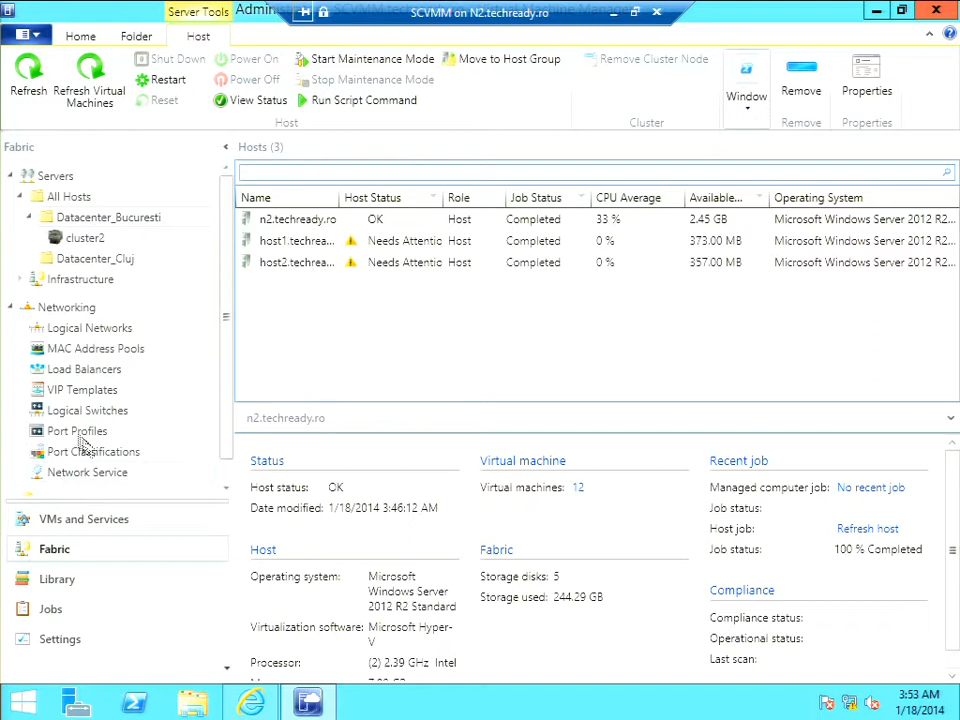 Server Tools
Admini
SCVMM on N2.techready.ro
Home
Folder
Host
Refresh
Refresh Virtual
Machines
Shut Down
Restart
Reset
Power On
Power Off
View Status
Start Maintenance Mode
Stop Maintenance Mode
Run Script Command
Move to Host Group
Host
Remove Cluster Node
Cluster
Window
Remove
Remove
Properties
Properties
Fabric
Servers
All Hosts
Datacenter_Bucuresti
cluster2
Datacenter_Cluj
Infrastructure
Networking
Logical Networks
MAC Address Pools
Load Balancers
VIP Templates
Logical Switches
Port Profiles
Port Classifications
Network Service
VMs and Services
Fabric
Library
Jobs
Settings
Hosts (3)
Name Host Status Role Job Status CPU Average Available... Operating System
n2.techready.ro OK Host Completed 33 % 2.45 GB Microsoft Windows Server 2012 R2...
host1.techrea... Needs Attentio Host Completed 0 % 373.00 MB Microsoft Windows Server 2012 R2...
host2.techrea... Needs Attentio Host Completed 0 % 357.00 MB Microsoft Windows Server 2012 R2...
n2.techready.ro
Status
Host status: OK
Date modified: 1/18/2014 3:46:12 AM
Host
Operating system: Microsoft
Windows Server
2012 R2 Standard
Virtualization software: Microsoft Hyper-
V
Processor: (2) 2.39 GHz Intel
Virtual machine
Virtual machines: 12
Fabric
Storage disks: 5
Storage used: 244.29 GB
Recent job
Managed computer job: No recent job
Job status:
Host job: Refresh host
Job status: 100 % Completed
Compliance
Compliance status:
Operational status:
Last scan:
3:53 AM
1/18/2014